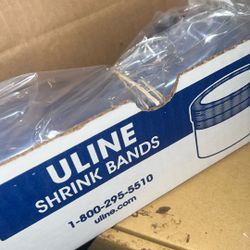 ULINE
SHRINK BANDS
1-800-295-5510
uline.com